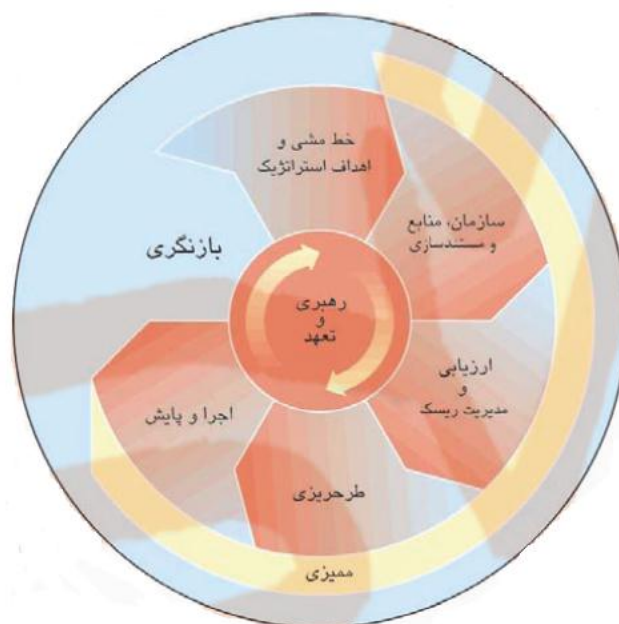 خط مشی و
اهداف استراتژیک
سازمان، منابع
و مستندسازی
ارزیابی
و
مدیریت ریسک
طرحریزی
اجرا و پایش
بازنگری
رهبری
و
تعهد
ممیزی